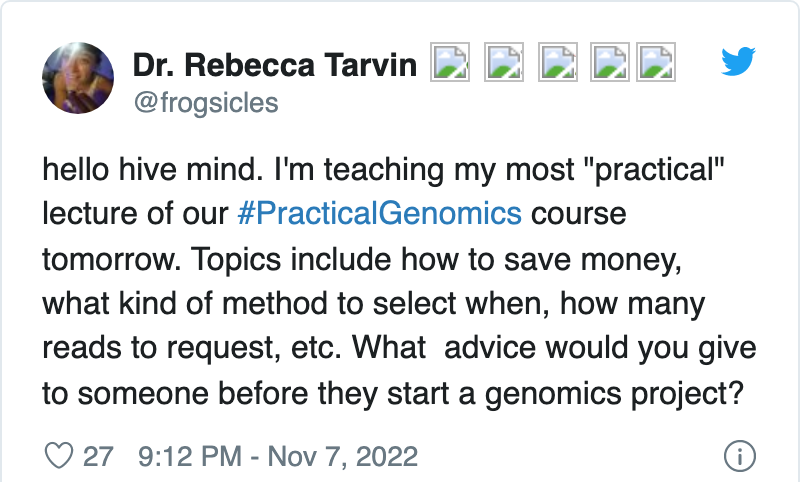 Dr. Rebecca Tarvin
@frogsicles
hello hive mind. I'm teaching my most "practical"
lecture of our #PracticalGenomics course
tomorrow. Topics include how to save money,
what kind of method to select when, how many
reads to request, etc. What  advice would you give
to someone before they start a genomics project?
27 9:12 PM - Nov 7, 2022